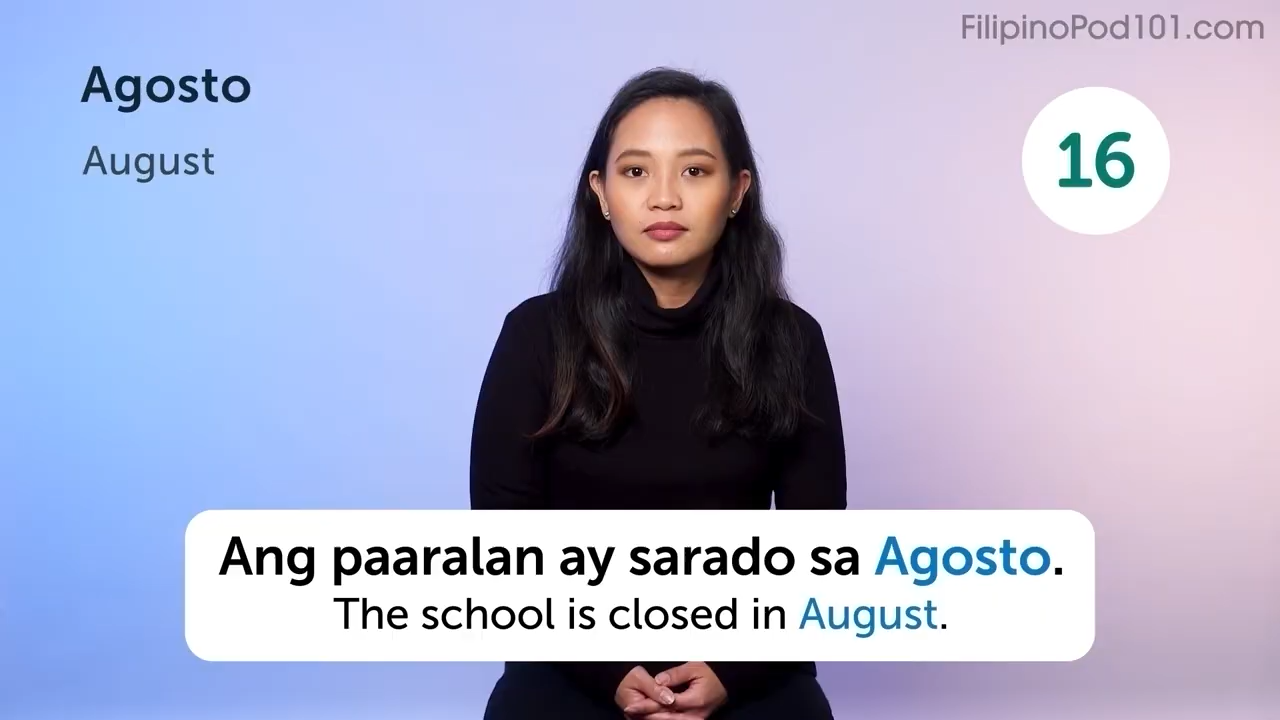 FilipinoPod101.com
Agosto
August
16
Ang paaralan ay sarado sa Agosto.
The school is closed in August.